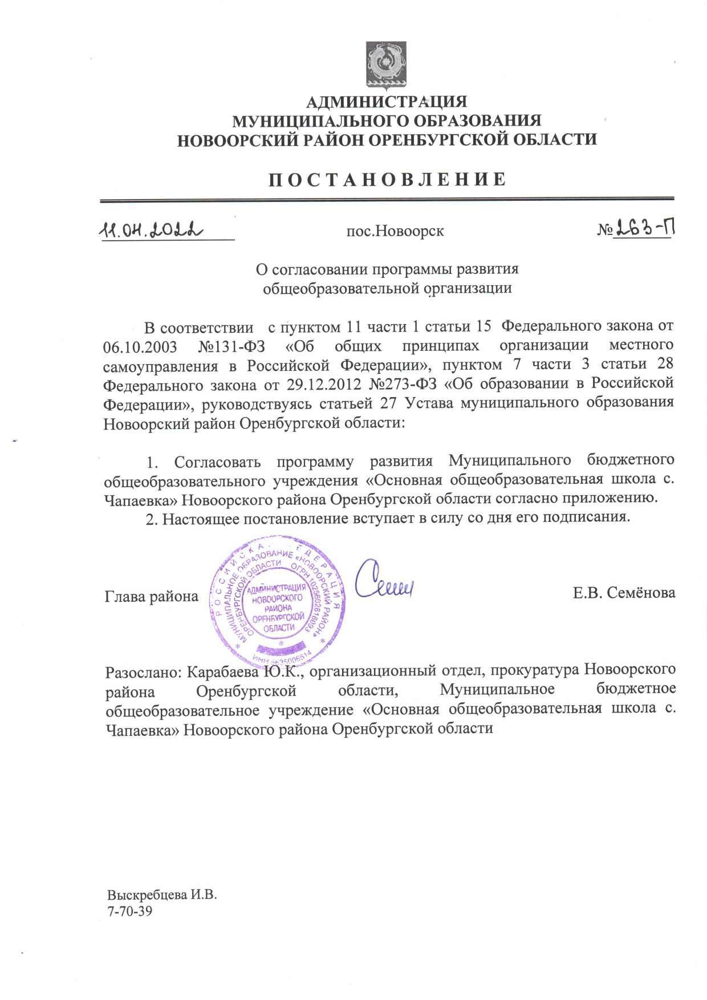 АДМИНИСТРАЦИЯ
МУНИЦИПАЛЬНОГО ОБРАЗОВАНИЯ
НОВООРСКИЙ РАЙОН ОРЕНБУРГСКОЙ ОБЛАСТИ
П О С Т А Н О В Л Е Н И Е
11.04.2022 пос.Новоорск № 263-П
О согласовании программы развития
общеобразовательной организации
В соответствии с пунктом 11 части 1 статьи 15 Федерального закона от
06.10.2003 №131-ФЗ «Об общих принципах организации местного
самоуправления в Российской Федерации», пунктом 7 части 3 статьи 28
Федерального закона от 29.12.2012 №273-ФЗ «Об образовании в Российской
Федерации», руководствуясь статьей 27 Устава муниципального образования
Новоорский район Оренбургской области:
1. Согласовать программу развития Муниципального бюджетного
общеобразовательного учреждения «Основная общеобразовательная школа с.
Чапаевка» Новоорского района Оренбургской области согласно приложению.
2. Настоящее постановление вступает в силу со дня его подписания.
МУНИЦИПАЛЬНОЕ ОБРАЗОВАНИЕ «НОВООРСКИЙ РАЙОН»
ОРЕНБУРГСКОЙ ОБЛАСТИ ОГРН 1025602616093
АДМИНИСТРАЦИЯ
НОВООРСКОГО
РАЙОНА
ОРЕНБУРГСКОЙ
ОБЛАСТИ
ИНН
Глава района Е.В. Семёнова
Разослано: Карабаева Ю.К., организационный отдел, прокуратура Новоорского
района Оренбургской области, Муниципальное бюджетное
общеобразовательное учреждение «Основная общеобразовательная школа с.
Чапаевка» Новоорского района Оренбургской области
Выскребцева И.В.
7-70-39